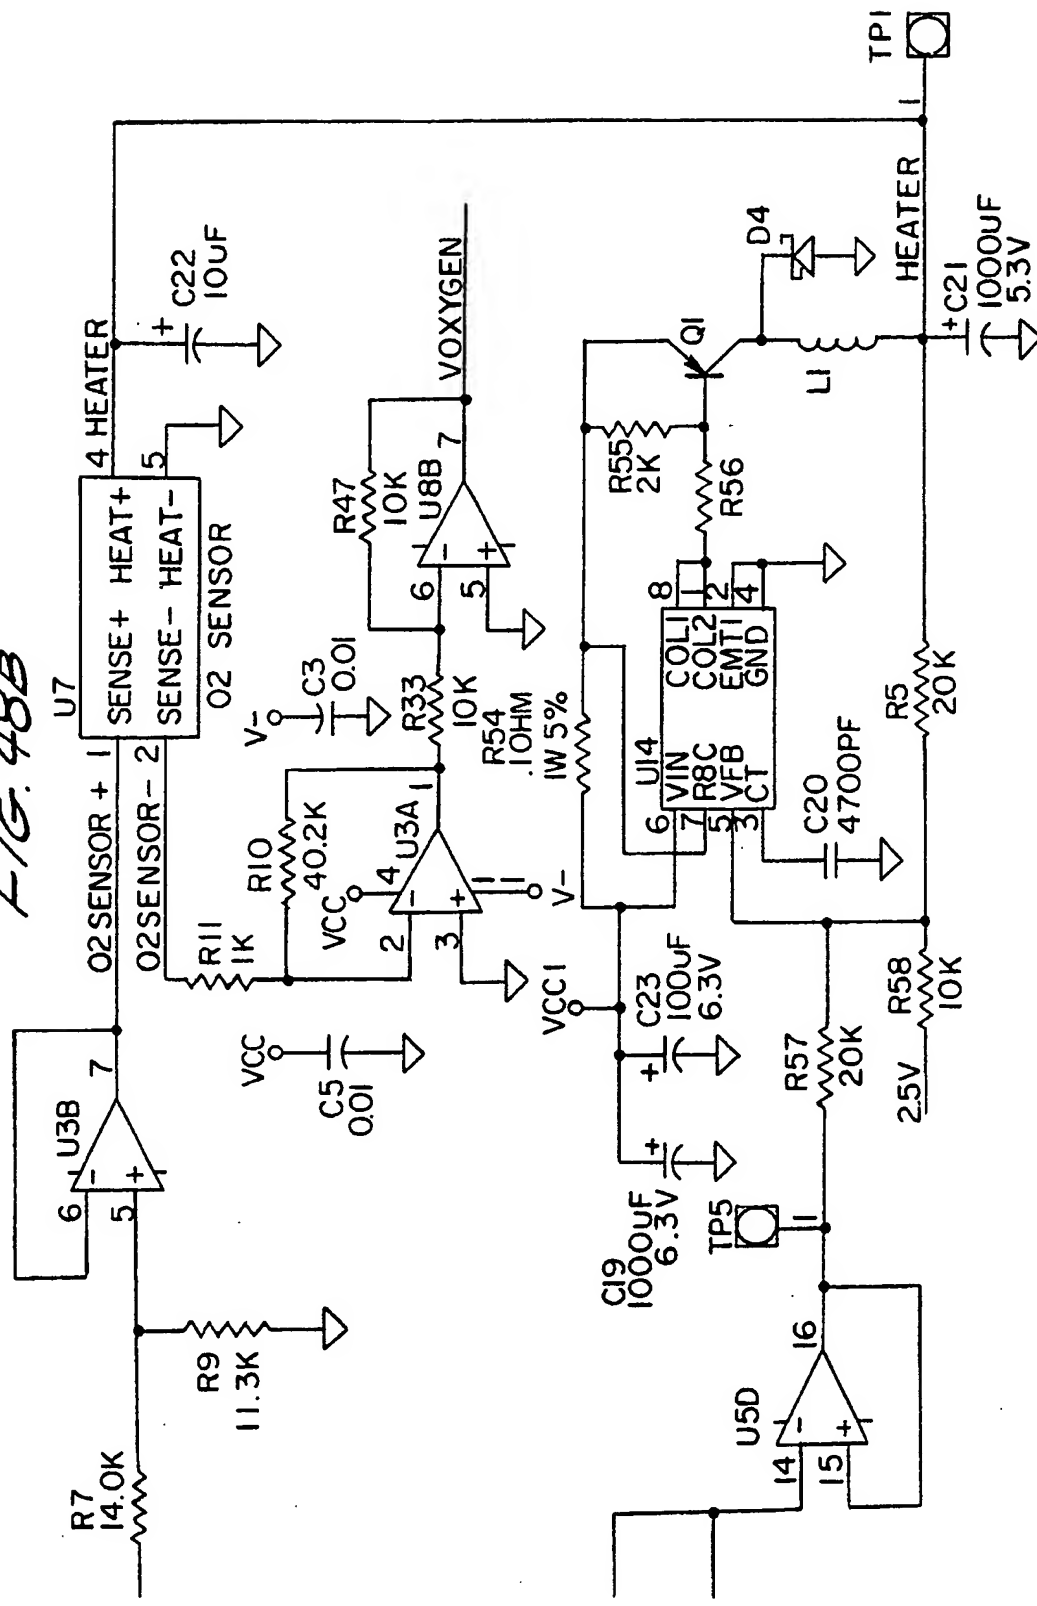 FIG. 48B
R7
14.0K
R9
11.3K
6
5
U3B
7
O2SENSOR + 1
O2SENSOR- 2
U7
SENSE+ HEAT+
SENSE- HEAT-
O2 SENSOR
4 HEATER
5
+
C22
10UF
R11
1K
VCC
C5
0.01
R10
40.2K
VCC
4
2
3
U3A
1
11
V-
V-
C3
0.01
R33
10K
R47
10K
6
5
U8B
7
VOXYGEN
R54
.1OHM
1W 5%
VCC1
C19
1000UF
6.3V
+
C23
100UF
6.3V
+
U14
6 VIN COL1 8
7 R8C COL2 1
5 VFB EMT1 2
3 CT GND 4
C20
4700PF
R55
2K
R56
Q1
D4
L1
HEATER
1
TP1
+
C21
1000UF
5.3V
R5
20K
R58
10K
2.5V
R57
20K
TP5
1
U5D
14
15
16